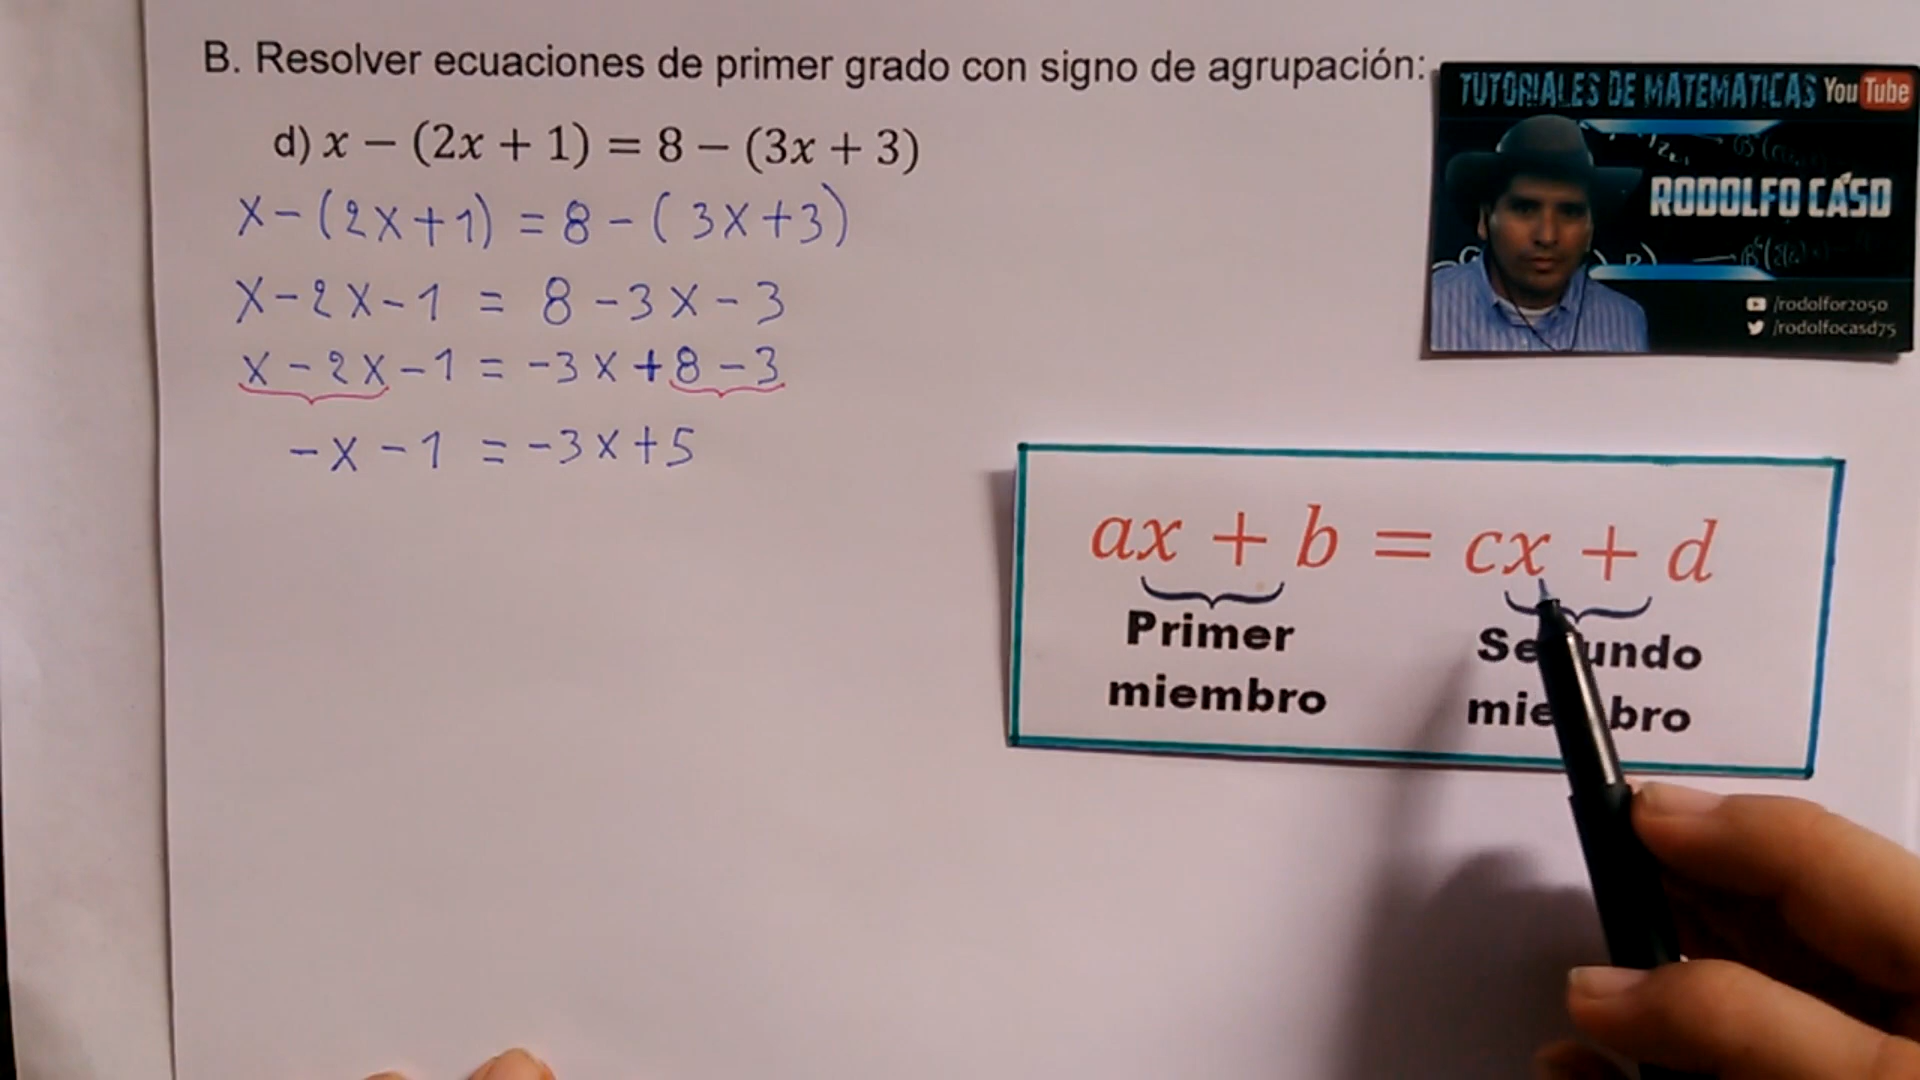 B. Resolver ecuaciones de primer grado con signo de agrupación:
d) x − (2x + 1) = 8 − (3x + 3)
x-(2x+1) = 8-(3x+3)
x-2x-1 = 8-3x-3
x-2x-1 = -3x+8-3
-x-1 = -3x+5
TUTORIALES DE MATEMATICAS YouTube
RODOLFO CASD
/rodolfor2050
/rodolfocasd75
ax + b = cx + d
Primer
miembro
Segundo
miembro